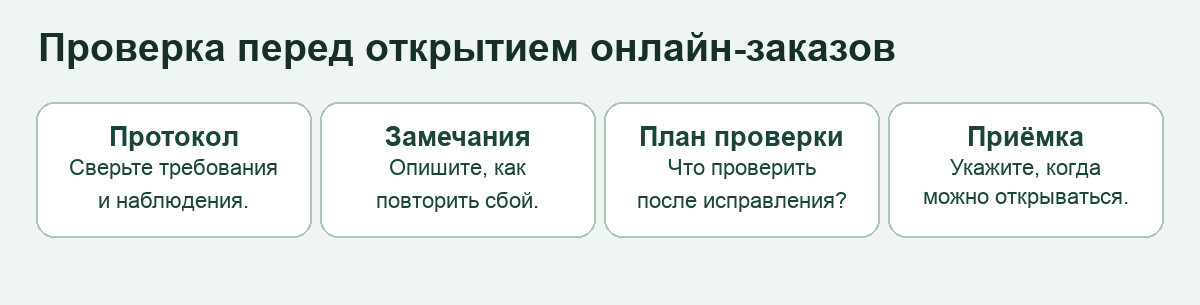 Проверка перед открытием онлайн-заказов
Протокол
Сверьте требования
и наблюдения.
Замечания
Опишите, как
повторить сбой.
План проверки
Что проверить
после исправления?
Приёмка
Укажите, когда
можно открываться.